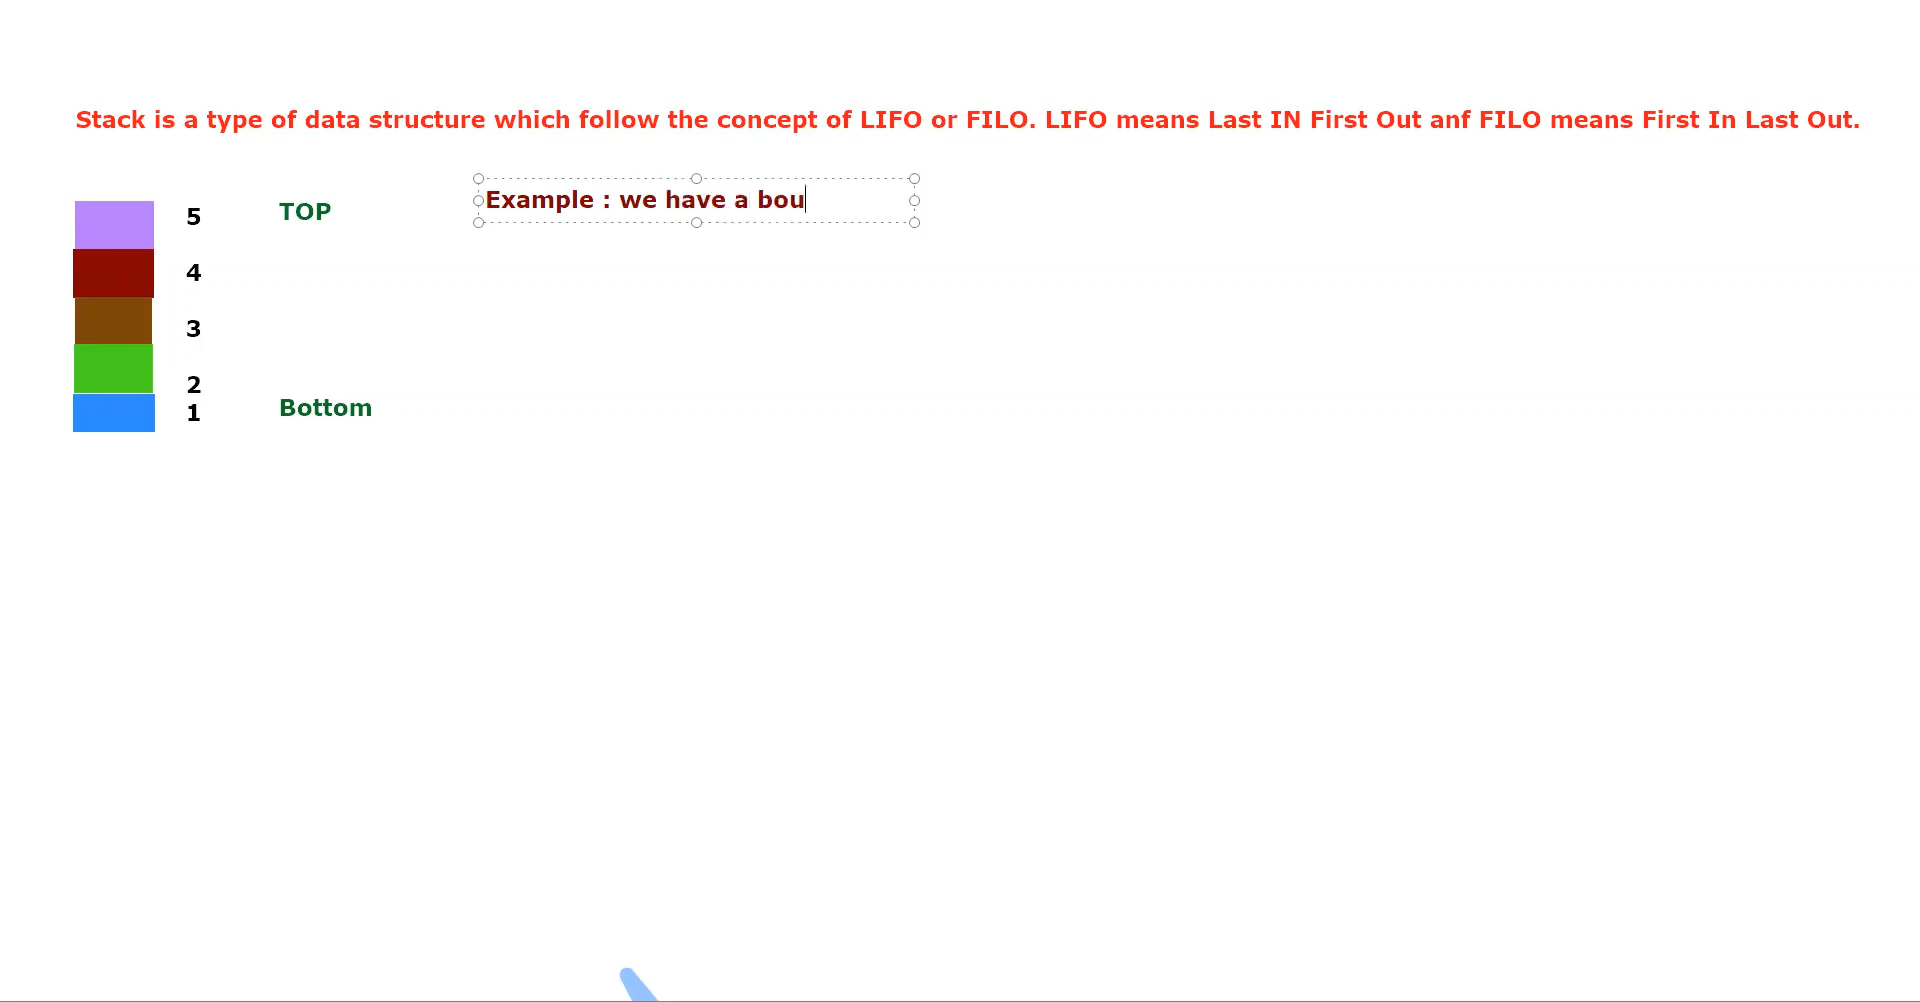 Stack is a type of data structure which follow the concept of LIFO or FILO. LIFO means Last IN First Out anf FILO means First In Last Out.
Example : we have a bou
5 TOP
4
3
2
1 Bottom